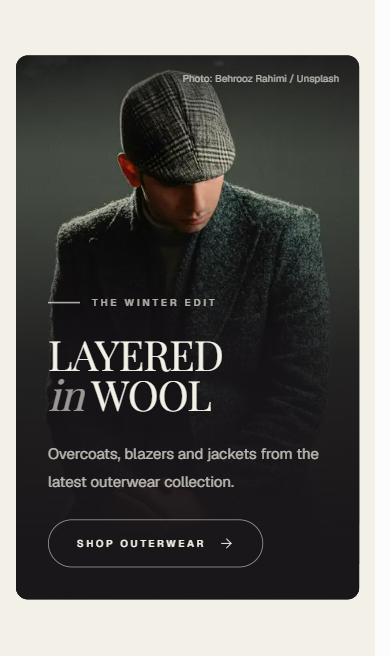 Photo: Behrooz Rahimi / Unsplash
THE WINTER EDIT
LAYERED
in WOOL
Overcoats, blazers and jackets from the
latest outerwear collection.
SHOP OUTERWEAR →